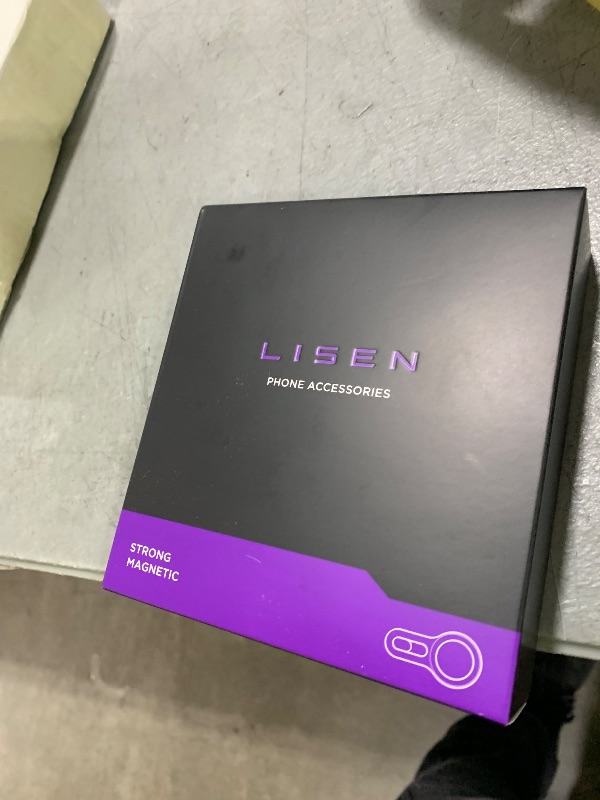 LISEN
PHONE ACCESSORIES
STRONG
MAGNETIC